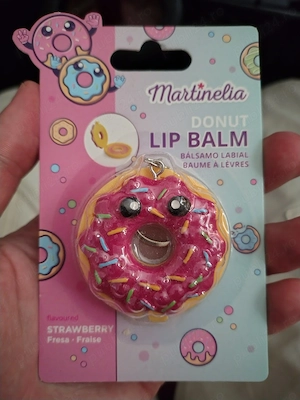 Martinelia
DONUT
LIP BALM
BÁLSAMO LABIAL
BAUME À LÈVRES
flavoured
STRAWBERRY
Fresa - Fraise